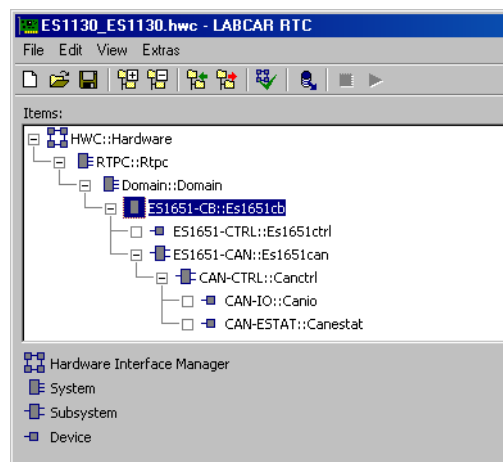 ES1130_ES1130.hwc - LABCAR RTC
File Edit View Extras
Items:
HWC::Hardware
RTPC::Rtpc
Domain::Domain
ES1651-CB::Es1651cb
ES1651-CTRL::Es1651ctrl
ES1651-CAN::Es1651can
CAN-CTRL::Canctrl
CAN-IO::Canio
CAN-ESTAT::Canestat
Hardware Interface Manager
System
Subsystem
Device